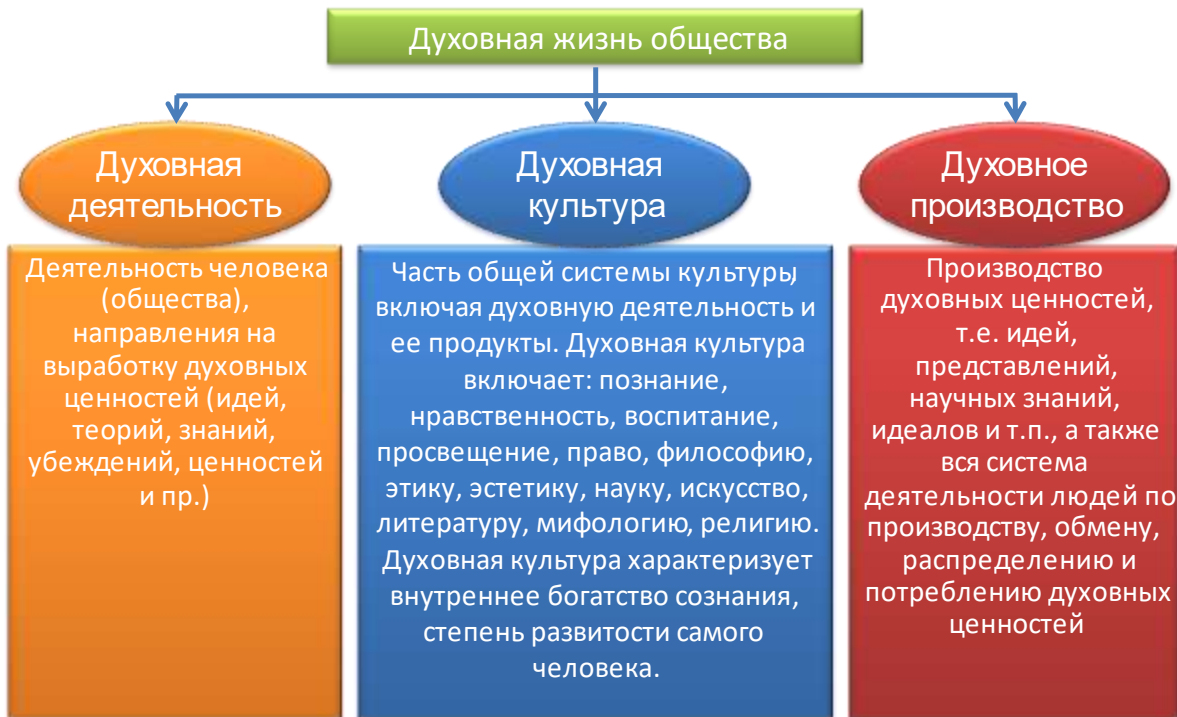 Духовная жизнь общества
Духовная
деятельность
Деятельность человека
(общества),
направления на
выработку духовных
ценностей (идей,
теорий, знаний,
убеждений, ценностей
и пр.)
Духовная
культура
Часть общей системы культуры,
включая духовную деятельность и
ее продукты. Духовная культура
включает: познание,
нравственность, воспитание,
просвещение, право, философию,
этику, эстетику, науку, искусство,
литературу, мифологию, религию.
Духовная культура характеризует
внутреннее богатство сознания,
степень развитости самого
человека.
Духовное
производство
Производство
духовных ценностей,
т.е. идей,
представлений,
научных знаний,
идеалов и т.п., а также
вся система
деятельности людей по
производству, обмену,
распределению и
потреблению духовных
ценностей